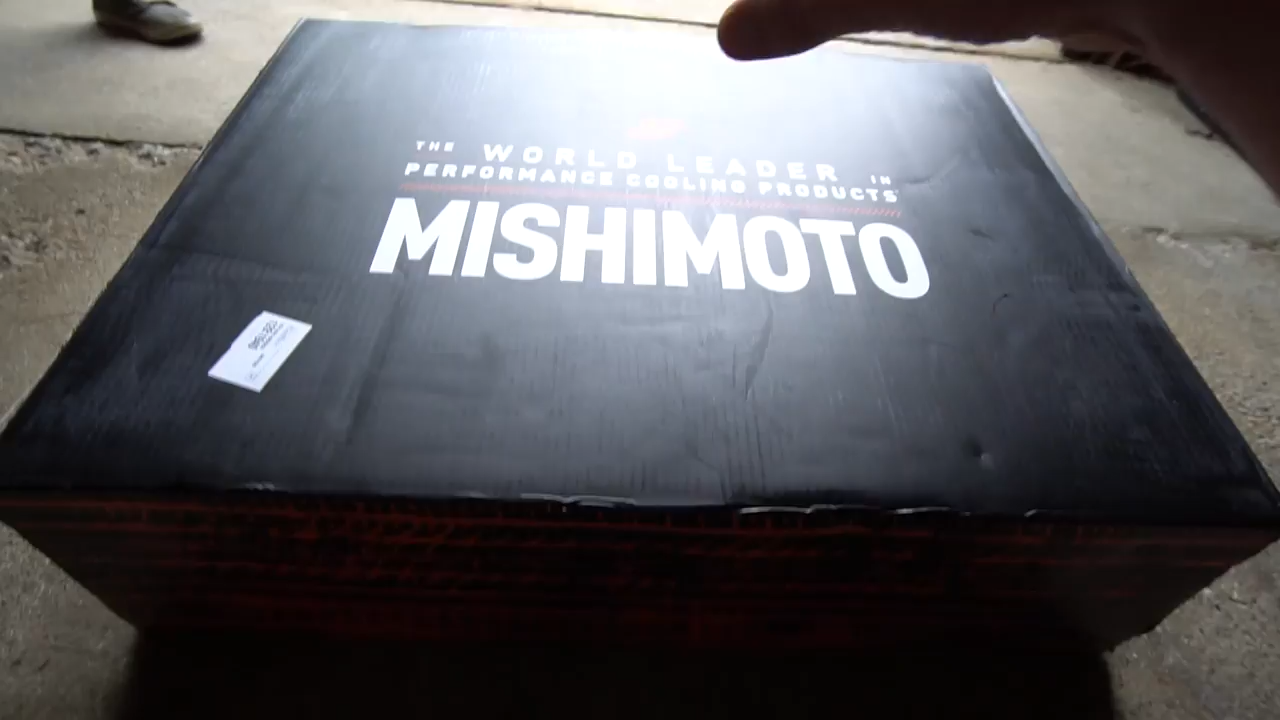 THE WORLD LEADER IN
PERFORMANCE COOLING PRODUCTS
MISHIMOTO